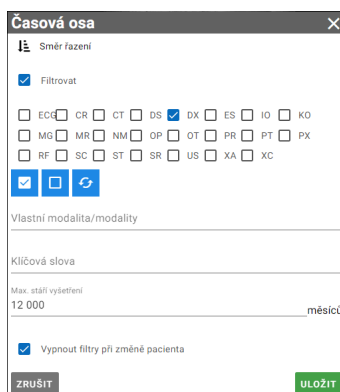 Časová osa
Směr řazení
Filtrovat
ECG CR CT DS DX ES IO KO
MG MR NM OP OT PR PT PX
RF SC ST SR US XA XC
Vlastní modalita/modality
Klíčová slova
Max. stáří vyšetření
12 000 měsíců
Vypnout filtry při změně pacienta
ZRUŠIT ULOŽIT